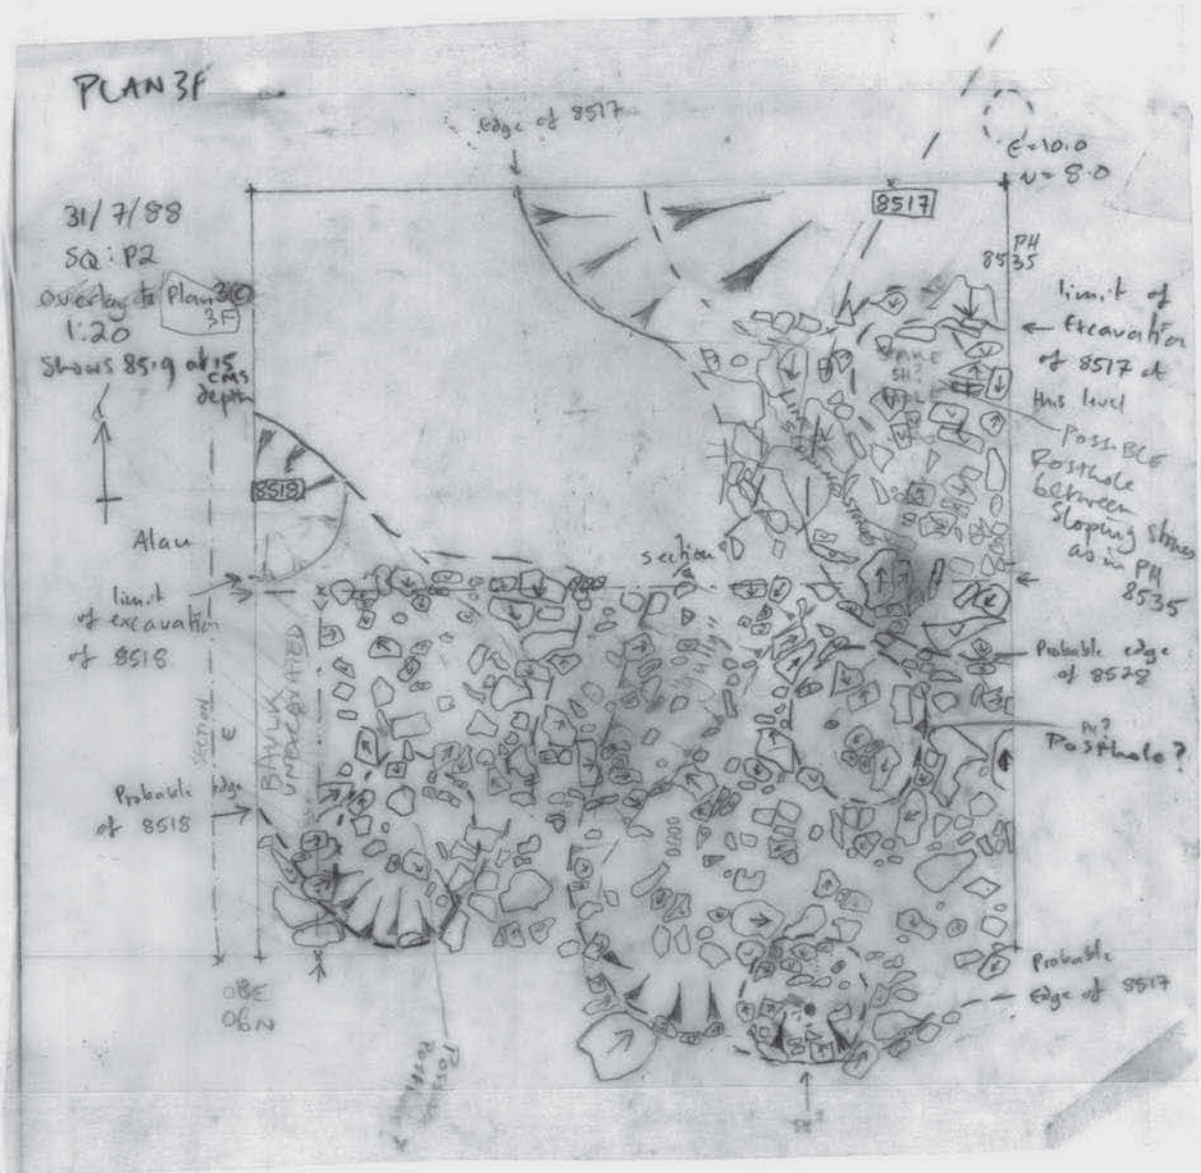 PLAN 3F
Edge of 8517
E=10.0
N=8.0
31/7/88
SQ: P2
overlay to Plan 3F
1:20
Shows 8519 at 15
cms
depth
8517
PH
8535
limit of
Excavation
of 8517 at
this level
POSSIBLE
Posthole
between
Sloping stones
as in PH
8535
8518
Alan
section
limit
of excavation
of 8518
SECTION
BAULK
UNEXCAVATED
Probable edge
of 8528
Posthole?
Probable edge
of 8518
Probable
Edge of 8517